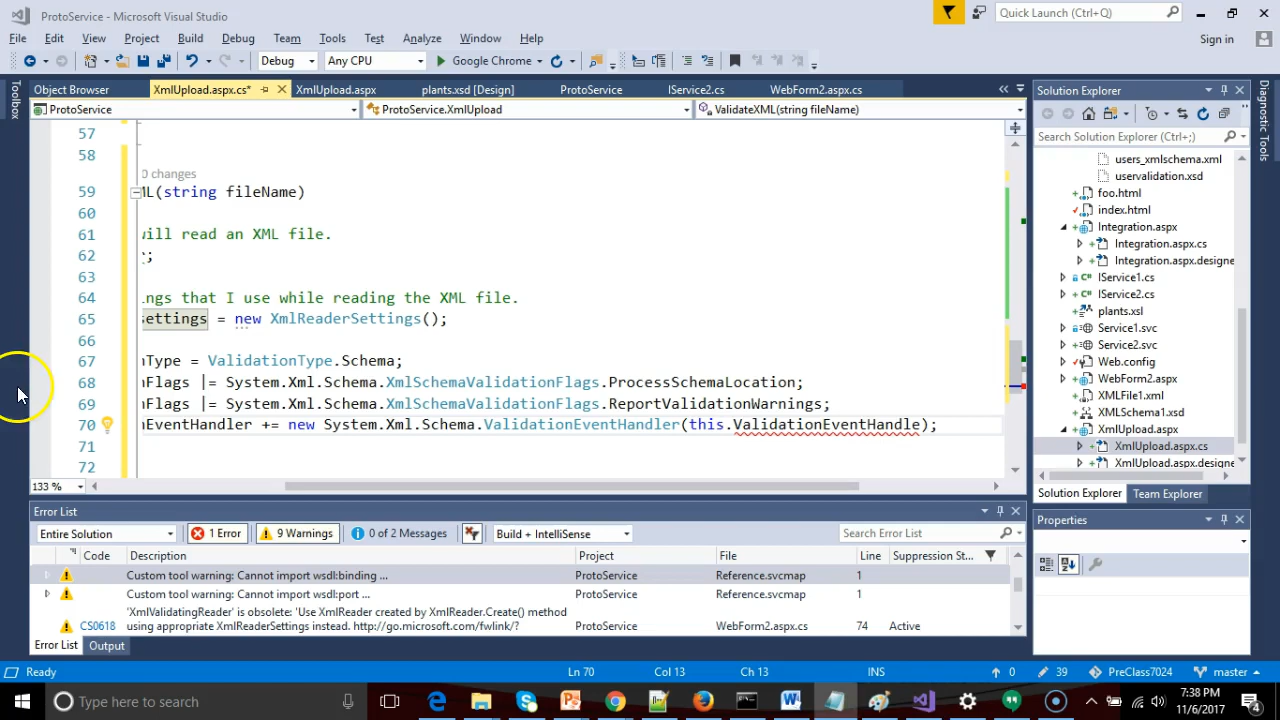 ProtoService - Microsoft Visual Studio
Quick Launch (Ctrl+Q)
File Edit View Project Build Debug Team Tools Test Analyze Window Help
Sign in
Debug Any CPU Google Chrome
Toolbox
Object Browser XmlUpload.aspx.cs* XmlUpload.aspx plants.xsd [Design] ProtoService IService2.cs WebForm2.aspx.cs
ProtoService ProtoService.XmlUpload ValidateXML(string fileName)
57
58
0 changes
59 ML(string fileName)
60
61 will read an XML file.
62 ;
63
64 ings that I use while reading the XML file.
65 settings = new XmlReaderSettings();
66
67 nType = ValidationType.Schema;
68 nFlags |= System.Xml.Schema.XmlSchemaValidationFlags.ProcessSchemaLocation;
69 nFlags |= System.Xml.Schema.XmlSchemaValidationFlags.ReportValidationWarnings;
70 nEventHandler += new System.Xml.Schema.ValidationEventHandler(this.ValidationEventHandle);
71
72
133 %
Solution Explorer
Search Solution Explorer (Ctrl+;)
users_xmlschema.xml
uservalidation.xsd
foo.html
index.html
Integration.aspx
Integration.aspx.cs
Integration.aspx.designe
IService1.cs
IService2.cs
plants.xsl
Service1.svc
Service2.svc
Web.config
WebForm2.aspx
XMLFile1.xml
XMLSchema1.xsd
XmlUpload.aspx
XmlUpload.aspx.cs
XmlUpload.aspx.designe
Solution Explorer Team Explorer
Diagnostic Tools
Properties
Error List
Entire Solution 1 Error 9 Warnings 0 of 2 Messages Build + IntelliSense Search Error List
Code Description Project File Line Suppression St...
Custom tool warning: Cannot import wsdl:binding ... ProtoService Reference.svcmap 1
Custom tool warning: Cannot import wsdl:port ... ProtoService Reference.svcmap 1
'XmlValidatingReader' is obsolete: 'Use XmlReader created by XmlReader.Create() method
CS0618 using appropriate XmlReaderSettings instead. http://go.microsoft.com/fwlink/? ProtoService WebForm2.aspx.cs 74 Active
Error List Output
Ready Ln 70 Col 13 Ch 13 INS 0 39 PreClass7024 master
Type here to search
7:38 PM
11/6/2017
4